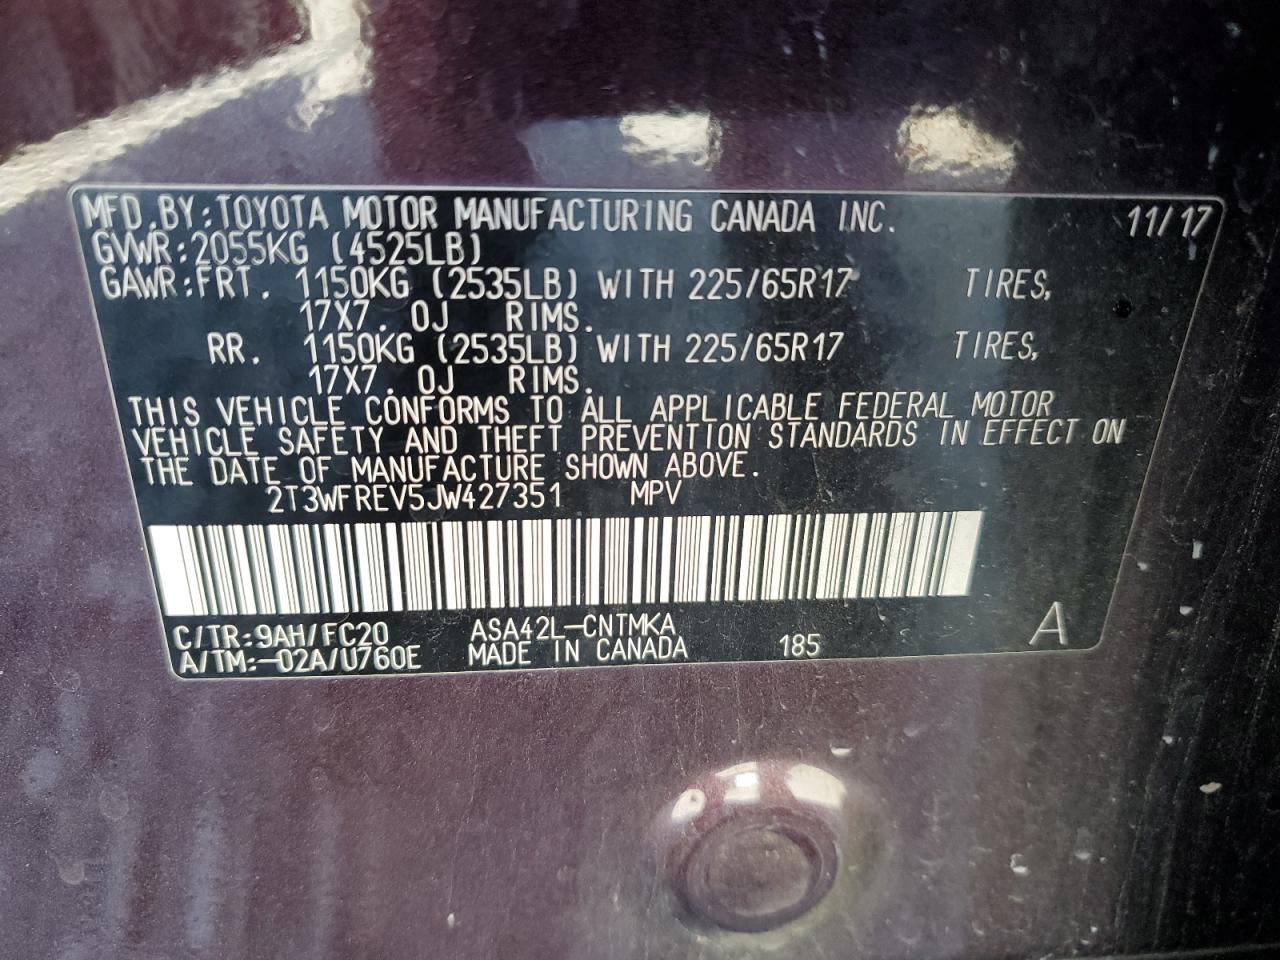 MFD.BY:TOYOTA MOTOR MANUFACTURING CANADA INC. 11/17
GVWR:2055KG (4525LB)
GAWR:FRT. 1150KG (2535LB) WITH 225/65R17 TIRES,
17X7.0J RIMS.
RR. 1150KG (2535LB) WITH 225/65R17 TIRES,
17X7.0J RIMS.
THIS VEHICLE CONFORMS TO ALL APPLICABLE FEDERAL MOTOR
VEHICLE SAFETY AND THEFT PREVENTION STANDARDS IN EFFECT ON
THE DATE OF MANUFACTURE SHOWN ABOVE.
2T3WFREV5JW427351 MPV
C/TR:9AH/FC20 ASA42L-CNTMKA
A/TM:-02A/U760E MADE IN CANADA 185 A